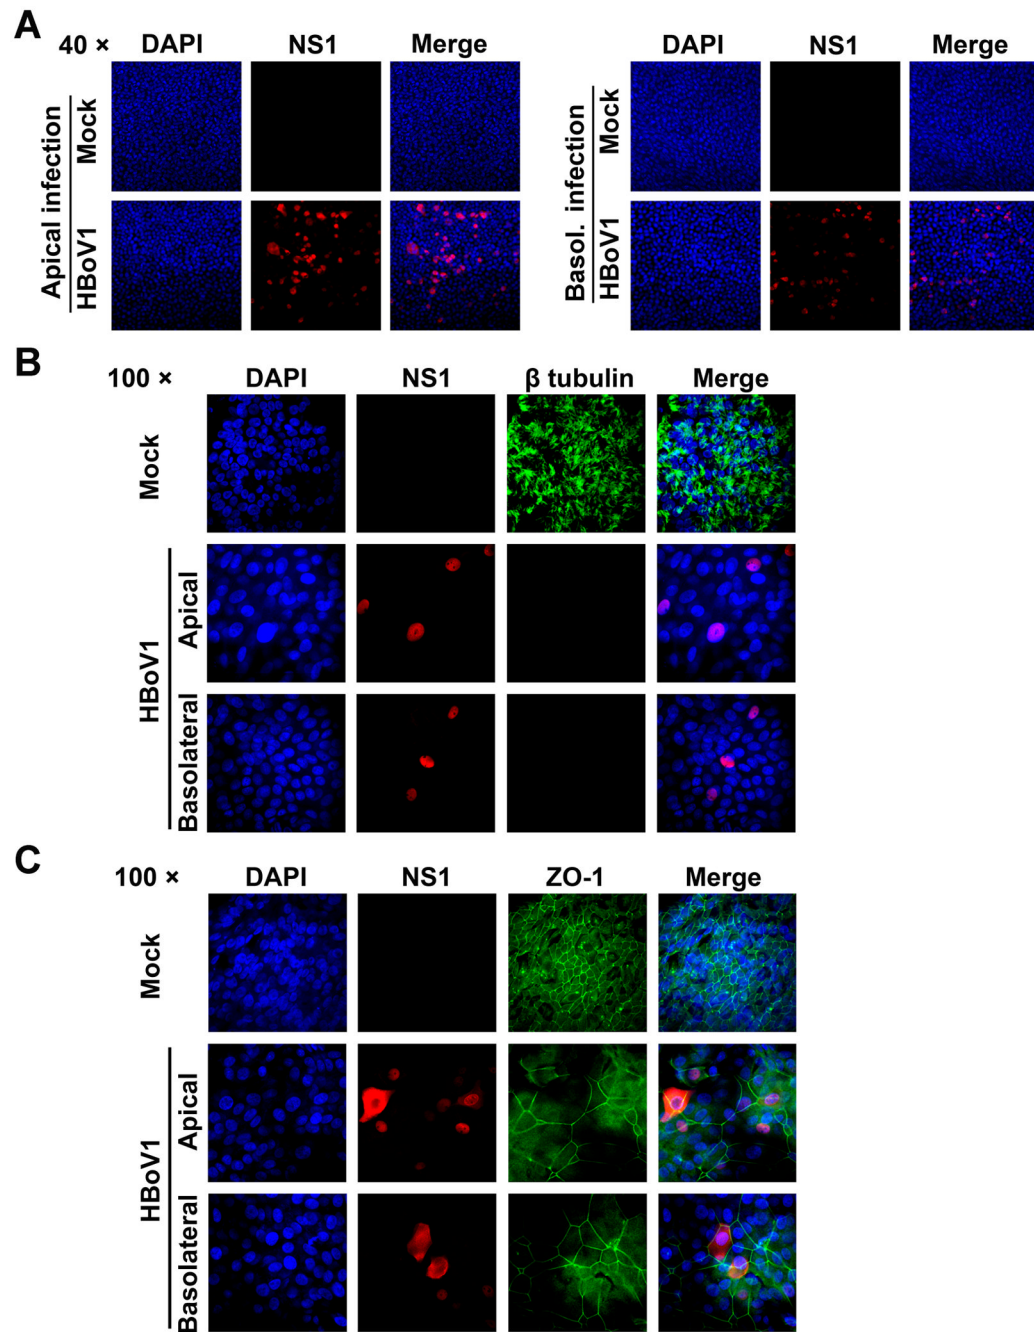 A
40 × DAPI NS1 Merge DAPI NS1 Merge
Apical infection
Mock
HBoV1
Basol. infection
Mock
HBoV1
B
100 × DAPI NS1 β tubulin Merge
Mock
HBoV1
Apical
Basolateral
C
100 × DAPI NS1 ZO-1 Merge
Mock
HBoV1
Apical
Basolateral